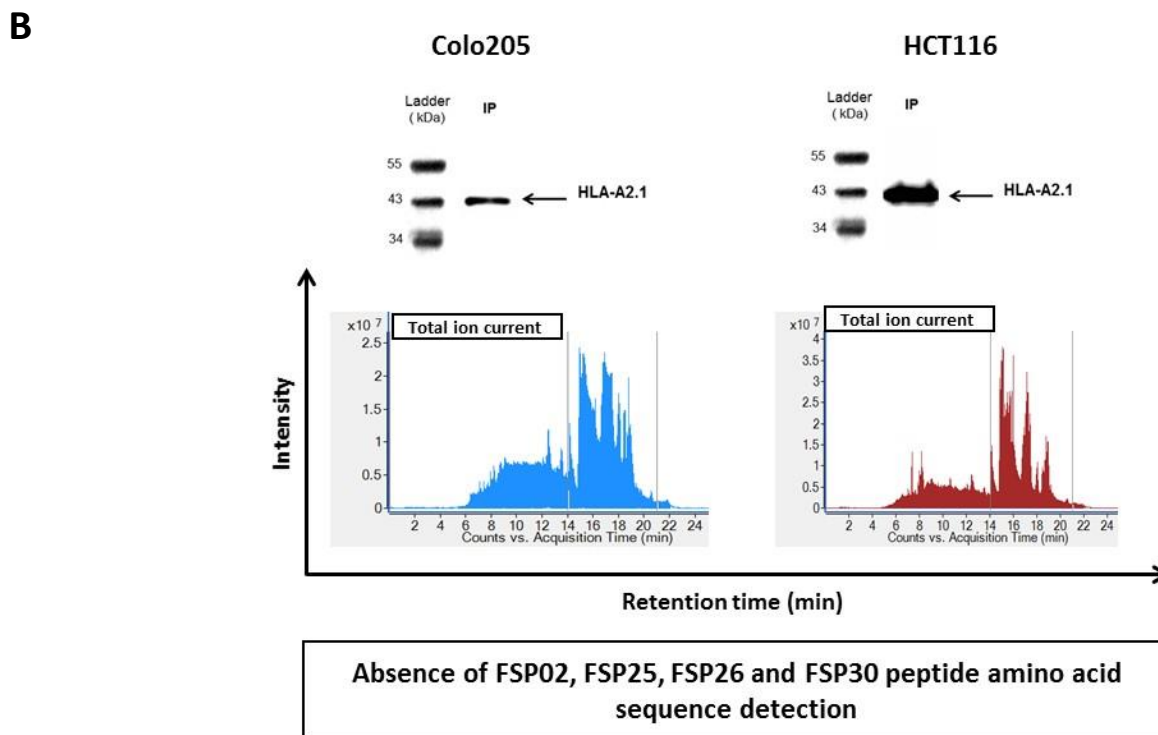 B
Colo205
HCT116
Ladder
( kDa)
IP
55
43
34
HLA-A2.1
Ladder
( kDa)
IP
55
43
34
HLA-A2.1
Intensity
x10 7
Total ion current
2.5
2
1.5
1
0.5
0
2 4 6 8 10 12 14 16 18 20 22 24
Counts vs. Acquisition Time (min)
x10 7
Total ion current
4
3.5
3
2.5
2
1.5
1
0.5
0
2 4 6 8 10 12 14 16 18 20 22 24
Counts vs. Acquisition Time (min)
Retention time (min)
Absence of FSP02, FSP25, FSP26 and FSP30 peptide amino acid
sequence detection